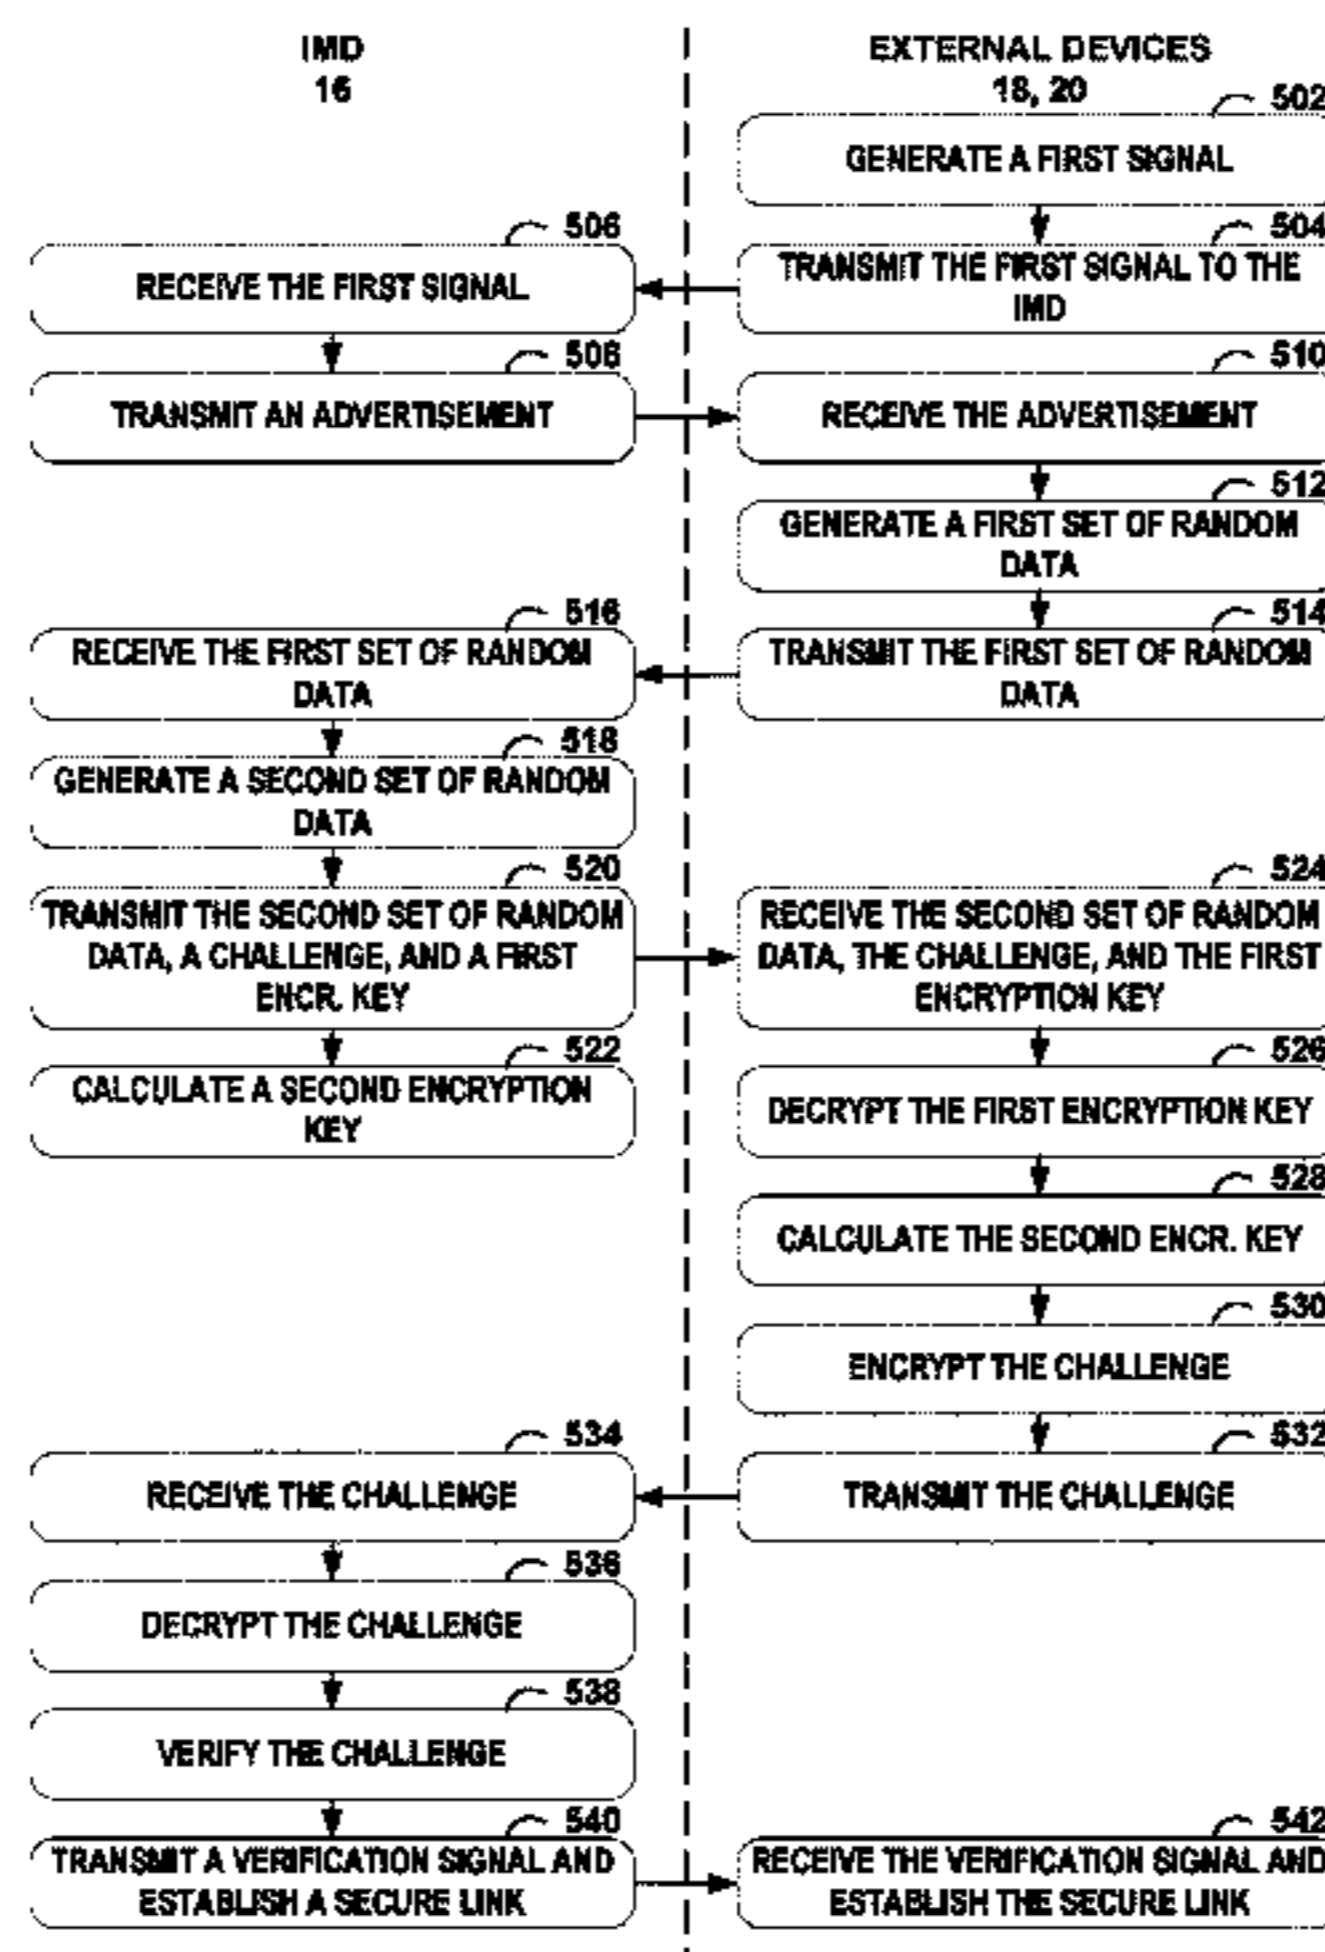 IMD
16
EXTERNAL DEVICES
18, 20
502
GENERATE A FIRST SIGNAL
506
RECEIVE THE FIRST SIGNAL
504
TRANSMIT THE FIRST SIGNAL TO THE
IMD
508
TRANSMIT AN ADVERTISEMENT
510
RECEIVE THE ADVERTISEMENT
512
GENERATE A FIRST SET OF RANDOM
DATA
516
RECEIVE THE FIRST SET OF RANDOM
DATA
514
TRANSMIT THE FIRST SET OF RANDOM
DATA
518
GENERATE A SECOND SET OF RANDOM
DATA
520
TRANSMIT THE SECOND SET OF RANDOM
DATA, A CHALLENGE, AND A FIRST
ENCR. KEY
524
RECEIVE THE SECOND SET OF RANDOM
DATA, THE CHALLENGE, AND THE FIRST
ENCRYPTION KEY
522
CALCULATE A SECOND ENCRYPTION
KEY
526
DECRYPT THE FIRST ENCRYPTION KEY
528
CALCULATE THE SECOND ENCR. KEY
530
ENCRYPT THE CHALLENGE
534
RECEIVE THE CHALLENGE
532
TRANSMIT THE CHALLENGE
536
DECRYPT THE CHALLENGE
538
VERIFY THE CHALLENGE
540
TRANSMIT A VERIFICATION SIGNAL AND
ESTABLISH A SECURE LINK
542
RECEIVE THE VERIFICATION SIGNAL AND
ESTABLISH THE SECURE LINK